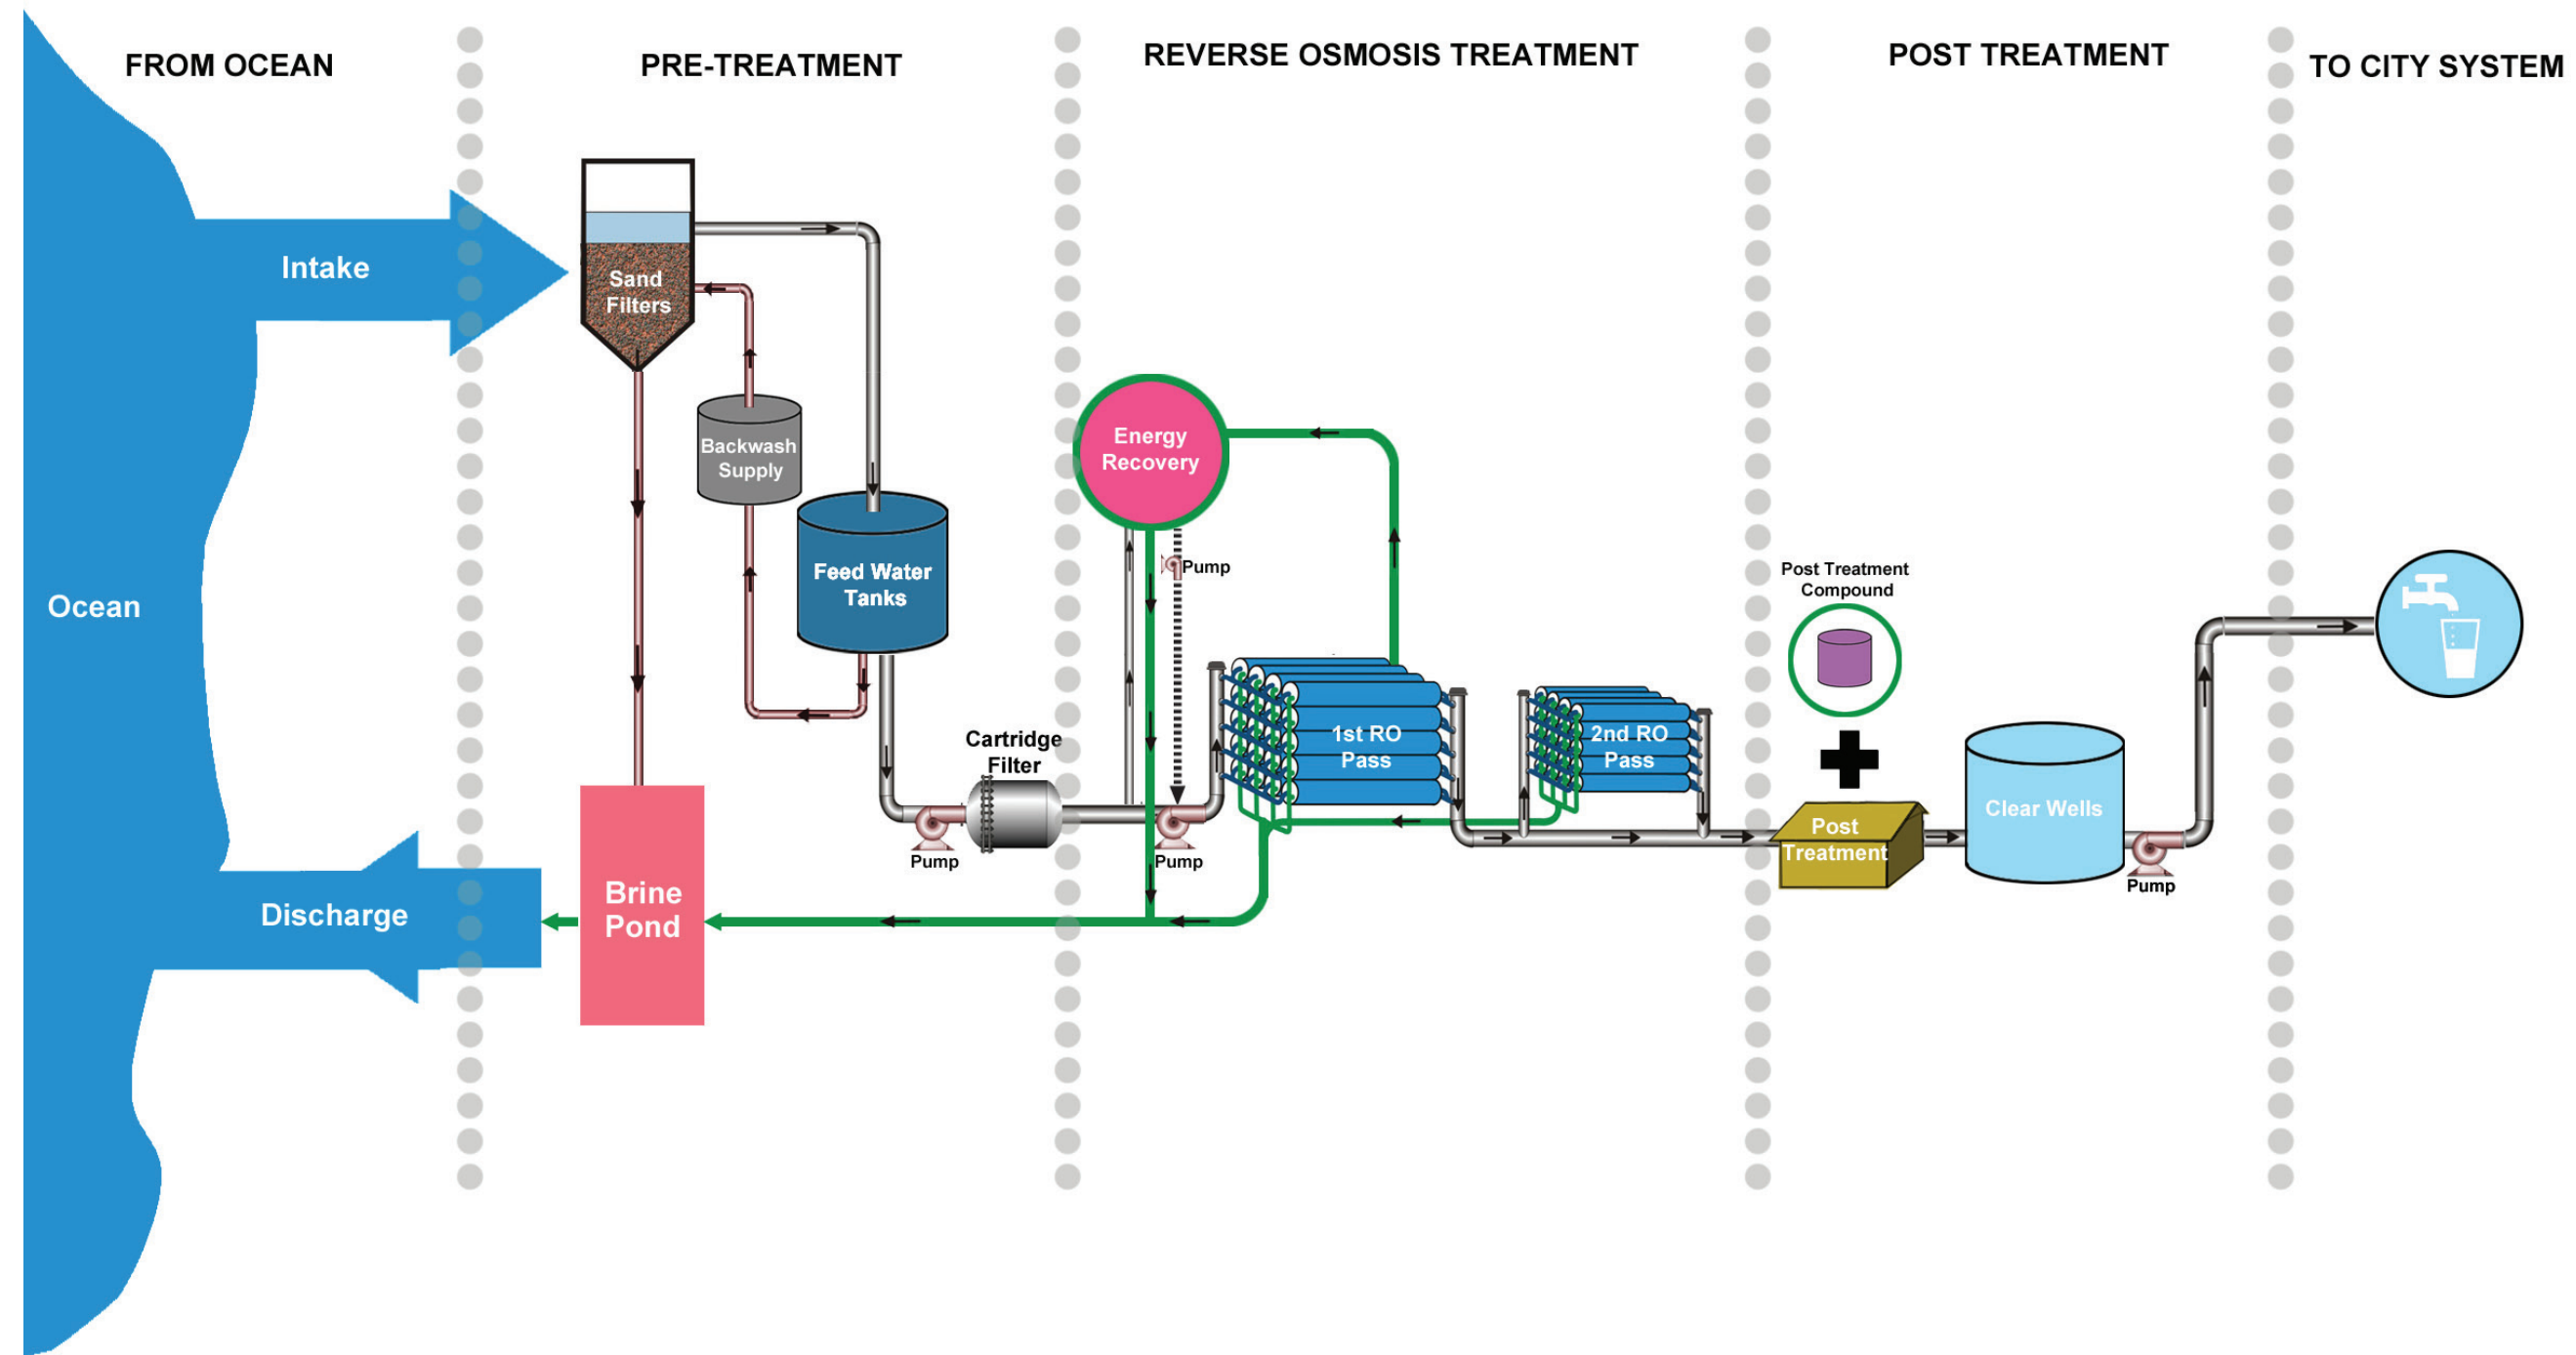 FROM OCEAN
PRE-TREATMENT
REVERSE OSMOSIS TREATMENT
POST TREATMENT
TO CITY SYSTEM
Intake
Sand
Filters
Backwash
Supply
Feed Water
Tanks
Ocean
Energy
Recovery
Pump
Post Treatment
Compound
Cartridge
Filter
1st RO
Pass
2nd RO
Pass
Post
Treatment
Clear Wells
Pump
Pump
Pump
Brine
Pond
Discharge